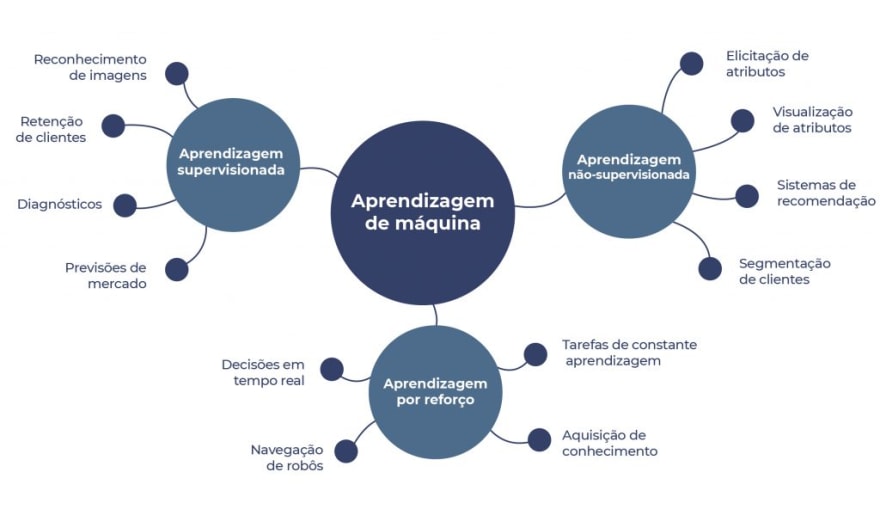 Aprendizagem
de máquina
Aprendizagem
supervisionada
Reconhecimento
de imagens
Retenção
de clientes
Diagnósticos
Previsões de
mercado
Aprendizagem
não-supervisionada
Elicitação de
atributos
Visualização
de atributos
Sistemas de
recomendação
Segmentação
de clientes
Aprendizagem
por reforço
Decisões em
tempo real
Navegação
de robôs
Tarefas de constante
aprendizagem
Aquisição de
conhecimento